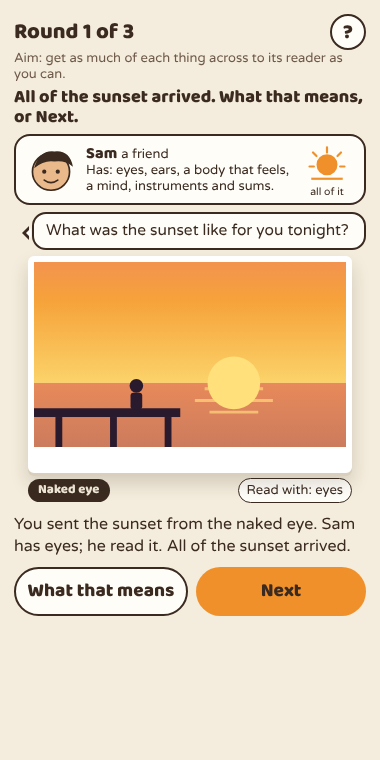 Round 1 of 3
?
Aim: get as much of each thing across to its reader as
you can.
All of the sunset arrived. What that means,
or Next.
Sam a friend
Has: eyes, ears, a body that feels,
a mind, instruments and sums.
all of it
What was the sunset like for you tonight?
Naked eye
Read with: eyes
You sent the sunset from the naked eye. Sam
has eyes; he read it. All of the sunset arrived.
What that means
Next